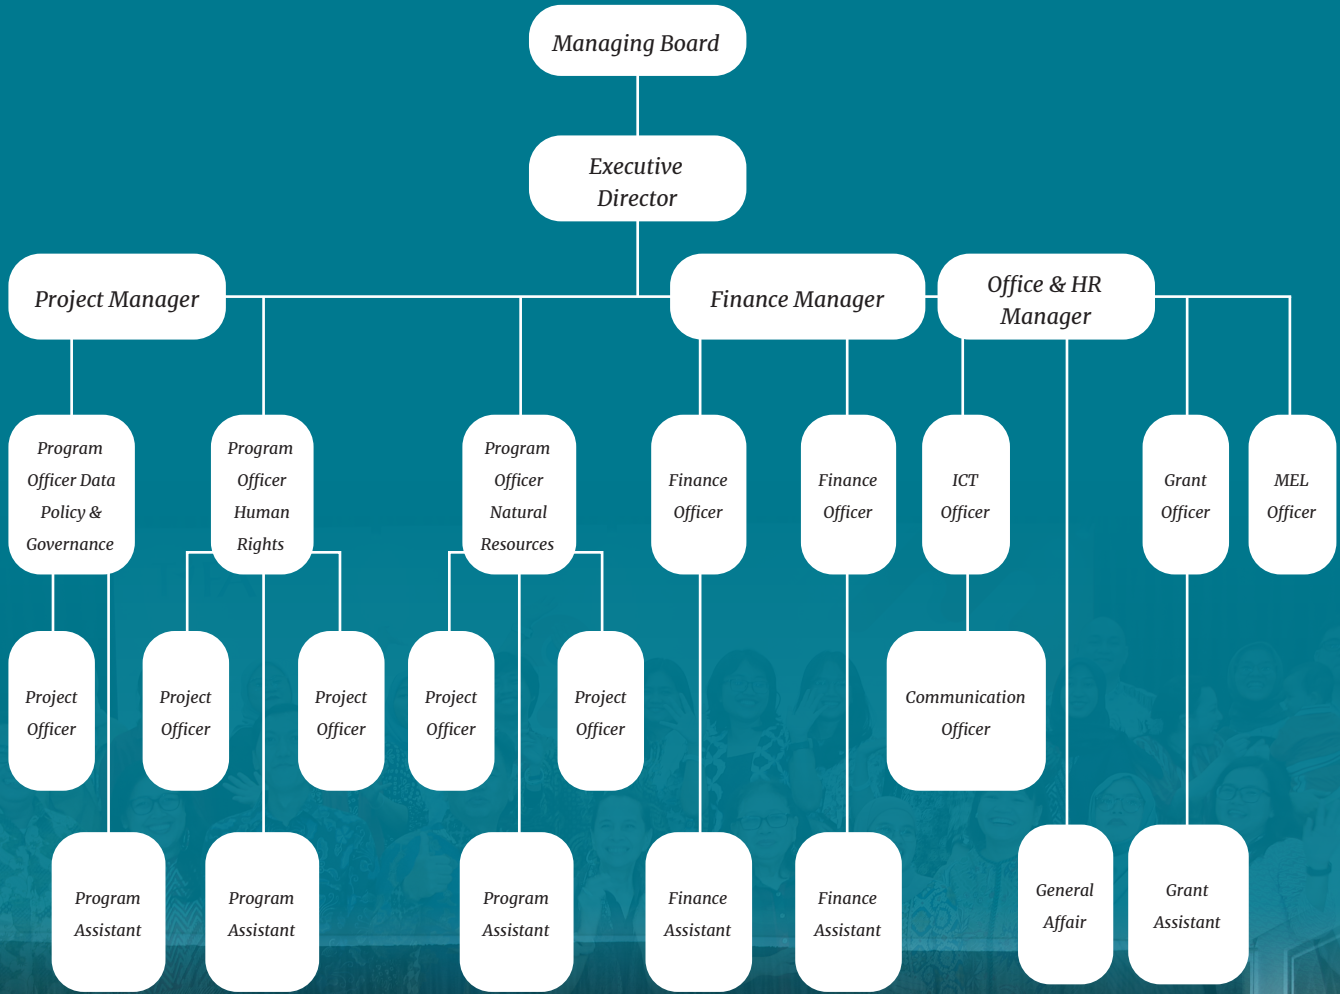 Managing Board
Executive
Director
Project Manager
Finance Manager
Office & HR
Manager
Program
Officer Data
Policy &
Governance
Program
Officer
Human
Rights
Program
Officer
Natural
Resources
Finance
Officer
Finance
Officer
ICT
Officer
Grant
Officer
MEL
Officer
Project
Officer
Project
Officer
Project
Officer
Project
Officer
Project
Officer
Communication
Officer
Program
Assistant
Program
Assistant
Program
Assistant
Finance
Assistant
Finance
Assistant
General
Affair
Grant
Assistant